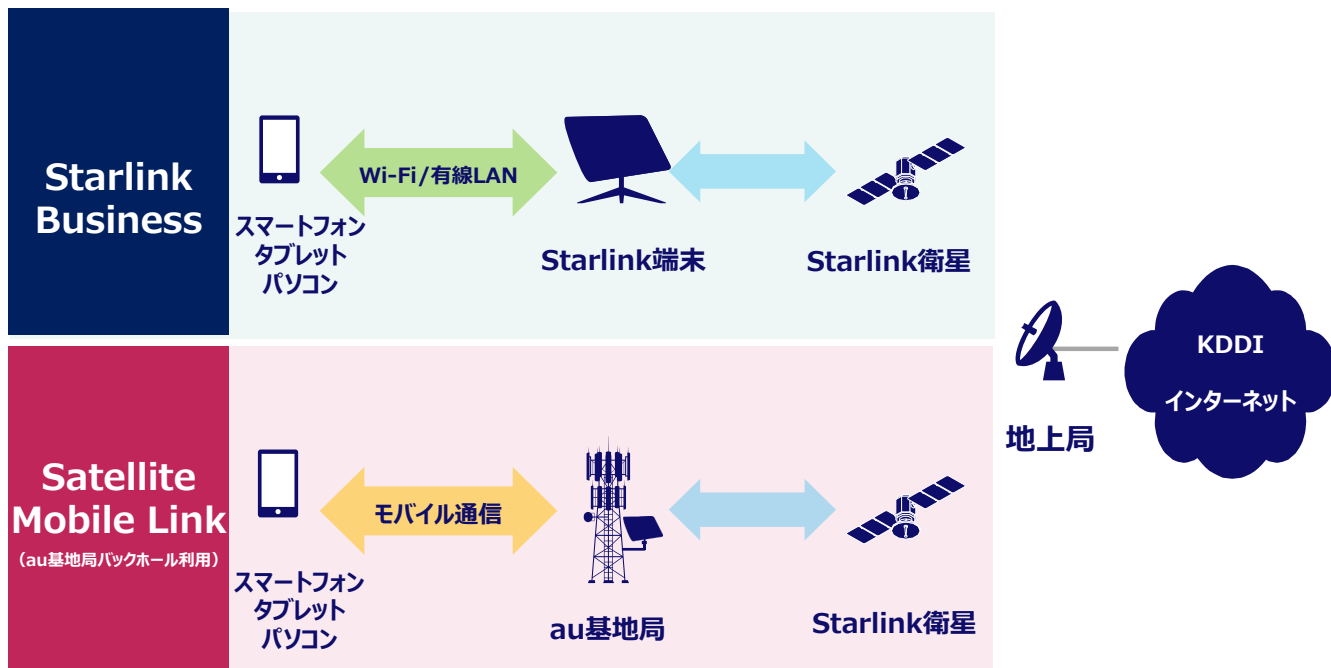 Starlink
Business
スマートフォン
タブレット
パソコン
Wi-Fi/有線LAN
Starlink端末
Starlink衛星
Satellite
Mobile Link
（au基地局バックホール利用）
スマートフォン
タブレット
パソコン
モバイル通信
au基地局
Starlink衛星
地上局
KDDI
インターネット